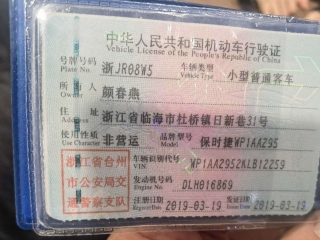 中华人民共和国机动车行驶证
Vehicle License of the People's Republic of China
号牌号码 浙JR08W5 车辆类型 小型普通客车
Plate No. Vehicle Type
所有人 颜春燕
Owner
住址 浙江省临海市杜桥镇日新巷31号
Address
使用性质 非营运 品牌型号 保时捷WP1AA295
Use Character Model
浙江省台州 车辆识别代号 WP1AA2952KLB12259
市公安局交 VIN
通警察支队 发动机号码 DLH016869
Engine No.
注册日期 2019-03-19 发证日期 2019-03-19
Register Date Issue Date